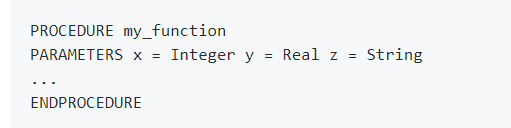 PROCEDURE my_function
PARAMETERS x = Integer y = Real z = String
...
ENDPROCEDURE